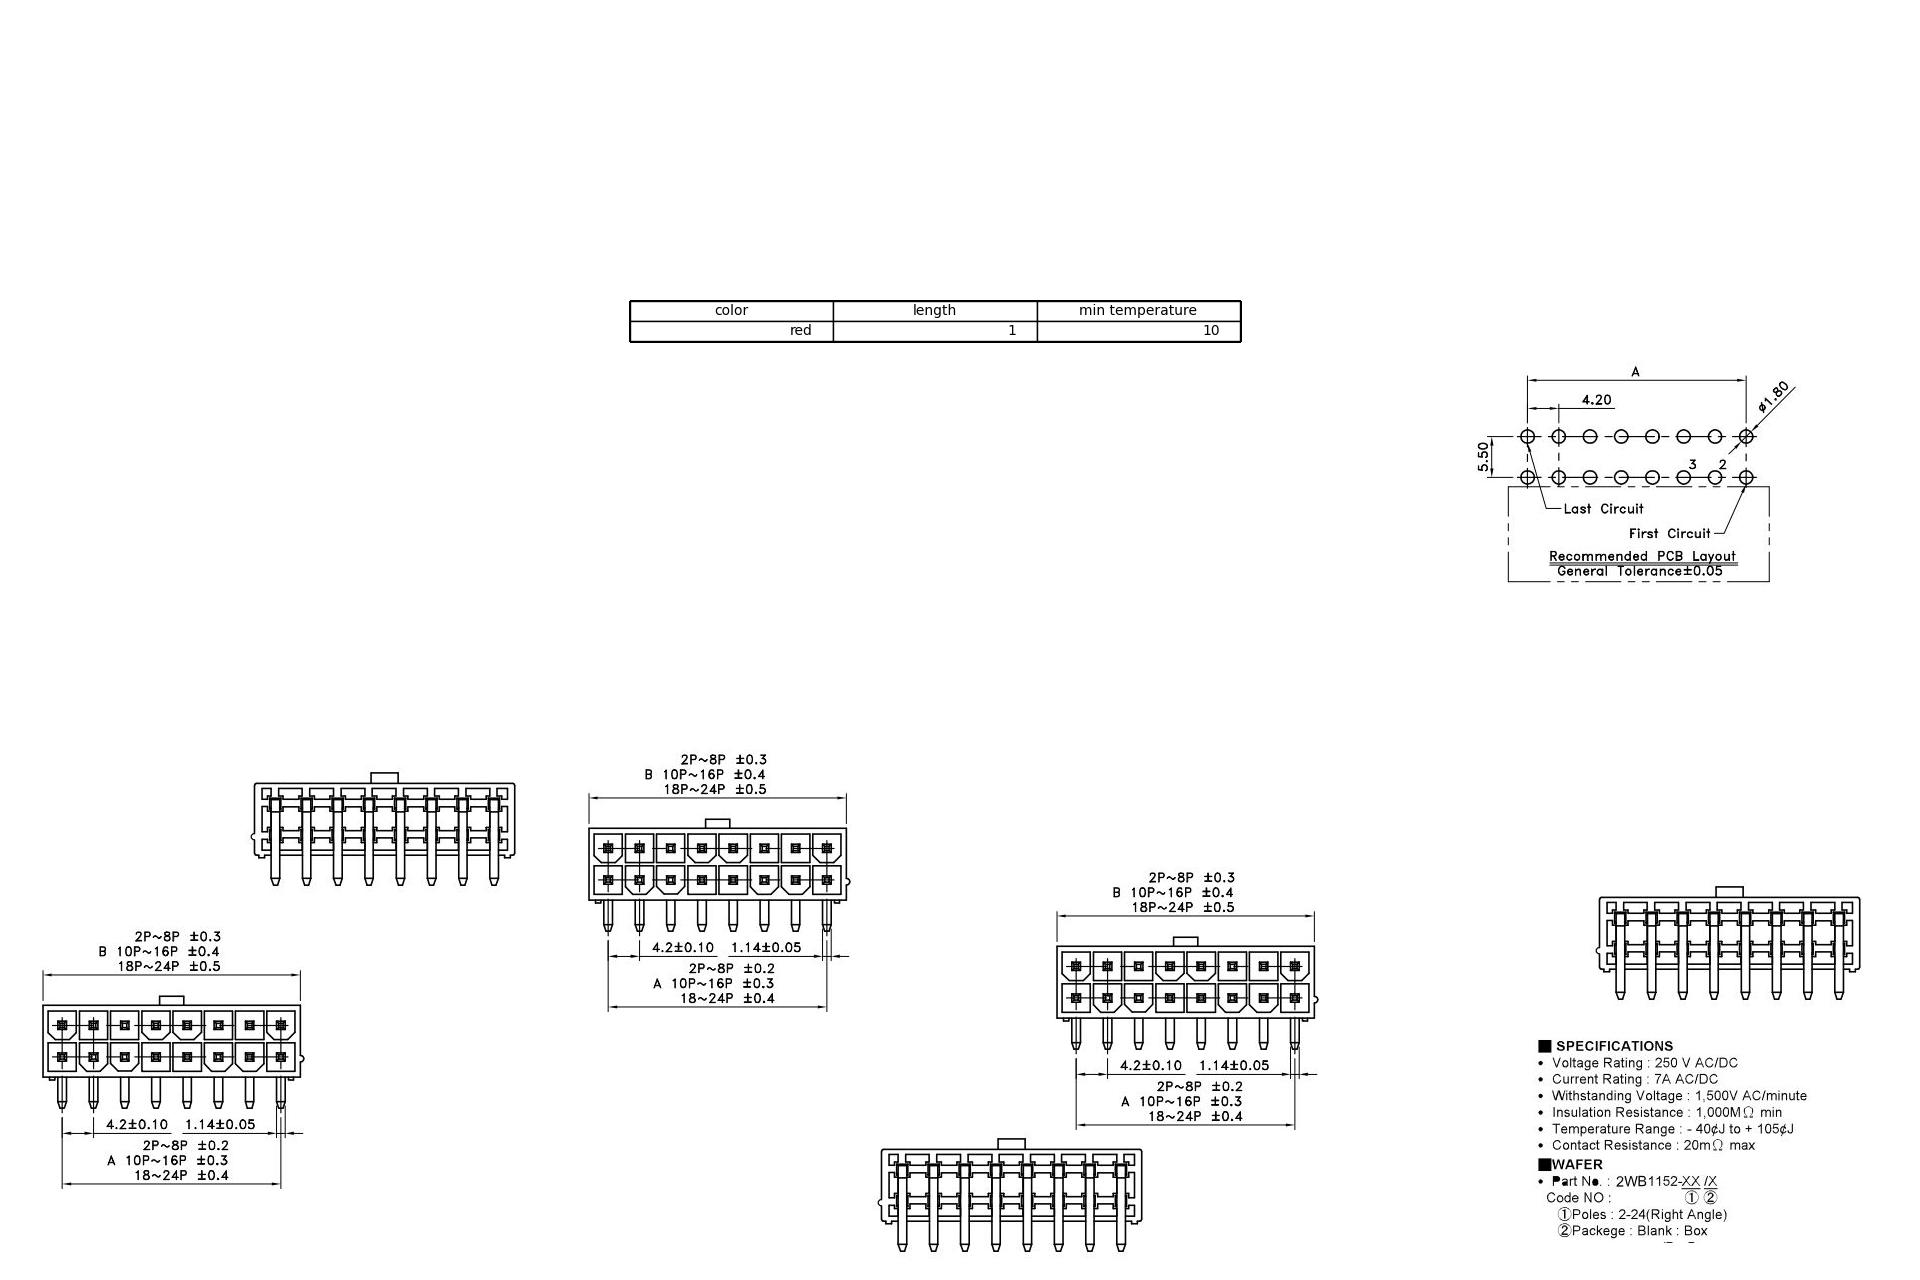 color length min temperature
red 1 10
A
4.20
ø1.80
5.50
3 2
Last Circuit
First Circuit
Recommended PCB Layout
General Tolerance±0.05
2P~8P ±0.3
B 10P~16P ±0.4
18P~24P ±0.5
4.2±0.10 1.14±0.05
2P~8P ±0.2
A 10P~16P ±0.3
18~24P ±0.4
2P~8P ±0.3
B 10P~16P ±0.4
18P~24P ±0.5
4.2±0.10 1.14±0.05
2P~8P ±0.2
A 10P~16P ±0.3
18~24P ±0.4
2P~8P ±0.3
B 10P~16P ±0.4
18P~24P ±0.5
4.2±0.10 1.14±0.05
2P~8P ±0.2
A 10P~16P ±0.3
18~24P ±0.4
■ SPECIFICATIONS
• Voltage Rating : 250 V AC/DC
• Current Rating : 7A AC/DC
• Withstanding Voltage : 1,500V AC/minute
• Insulation Resistance : 1,000MΩ min
• Temperature Range : - 40¢J to + 105¢J
• Contact Resistance : 20mΩ max
■WAFER
• Part No. : 2WB1152-XX /X
Code NO : ① ②
①Poles : 2-24(Right Angle)
②Packege : Blank : Box